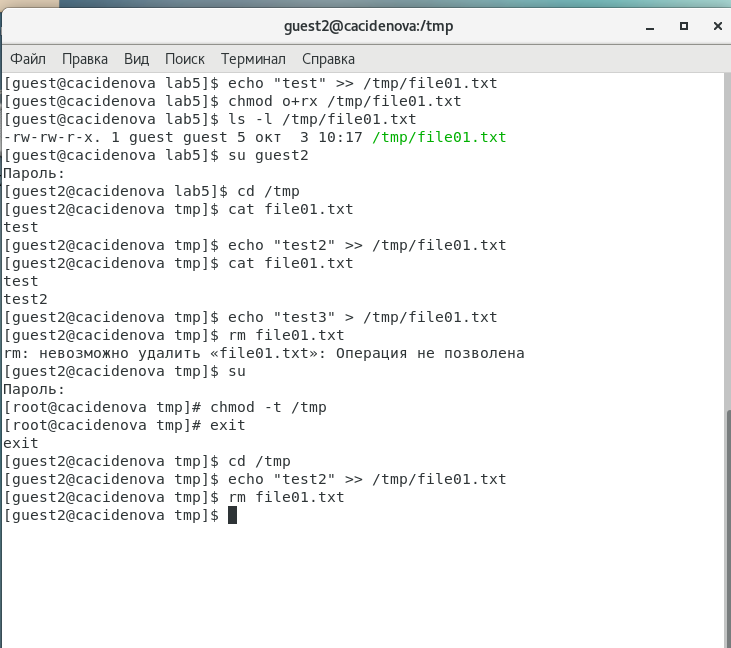 guest2@cacidenova:/tmp
Файл Правка Вид Поиск Терминал Справка
[guest@cacidenova lab5]$ echo "test" >> /tmp/file01.txt
[guest@cacidenova lab5]$ chmod o+rx /tmp/file01.txt
[guest@cacidenova lab5]$ ls -l /tmp/file01.txt
-rw-rw-r-x. 1 guest guest 5 окт  3 10:17 /tmp/file01.txt
[guest@cacidenova lab5]$ su guest2
Пароль:
[guest2@cacidenova lab5]$ cd /tmp
[guest2@cacidenova tmp]$ cat file01.txt
test
[guest2@cacidenova tmp]$ echo "test2" >> /tmp/file01.txt
[guest2@cacidenova tmp]$ cat file01.txt
test
test2
[guest2@cacidenova tmp]$ echo "test3" > /tmp/file01.txt
[guest2@cacidenova tmp]$ rm file01.txt
rm: невозможно удалить «file01.txt»: Операция не позволена
[guest2@cacidenova tmp]$ su
Пароль:
[root@cacidenova tmp]# chmod -t /tmp
[root@cacidenova tmp]# exit
exit
[guest2@cacidenova tmp]$ cd /tmp
[guest2@cacidenova tmp]$ echo "test2" >> /tmp/file01.txt
[guest2@cacidenova tmp]$ rm file01.txt
[guest2@cacidenova tmp]$